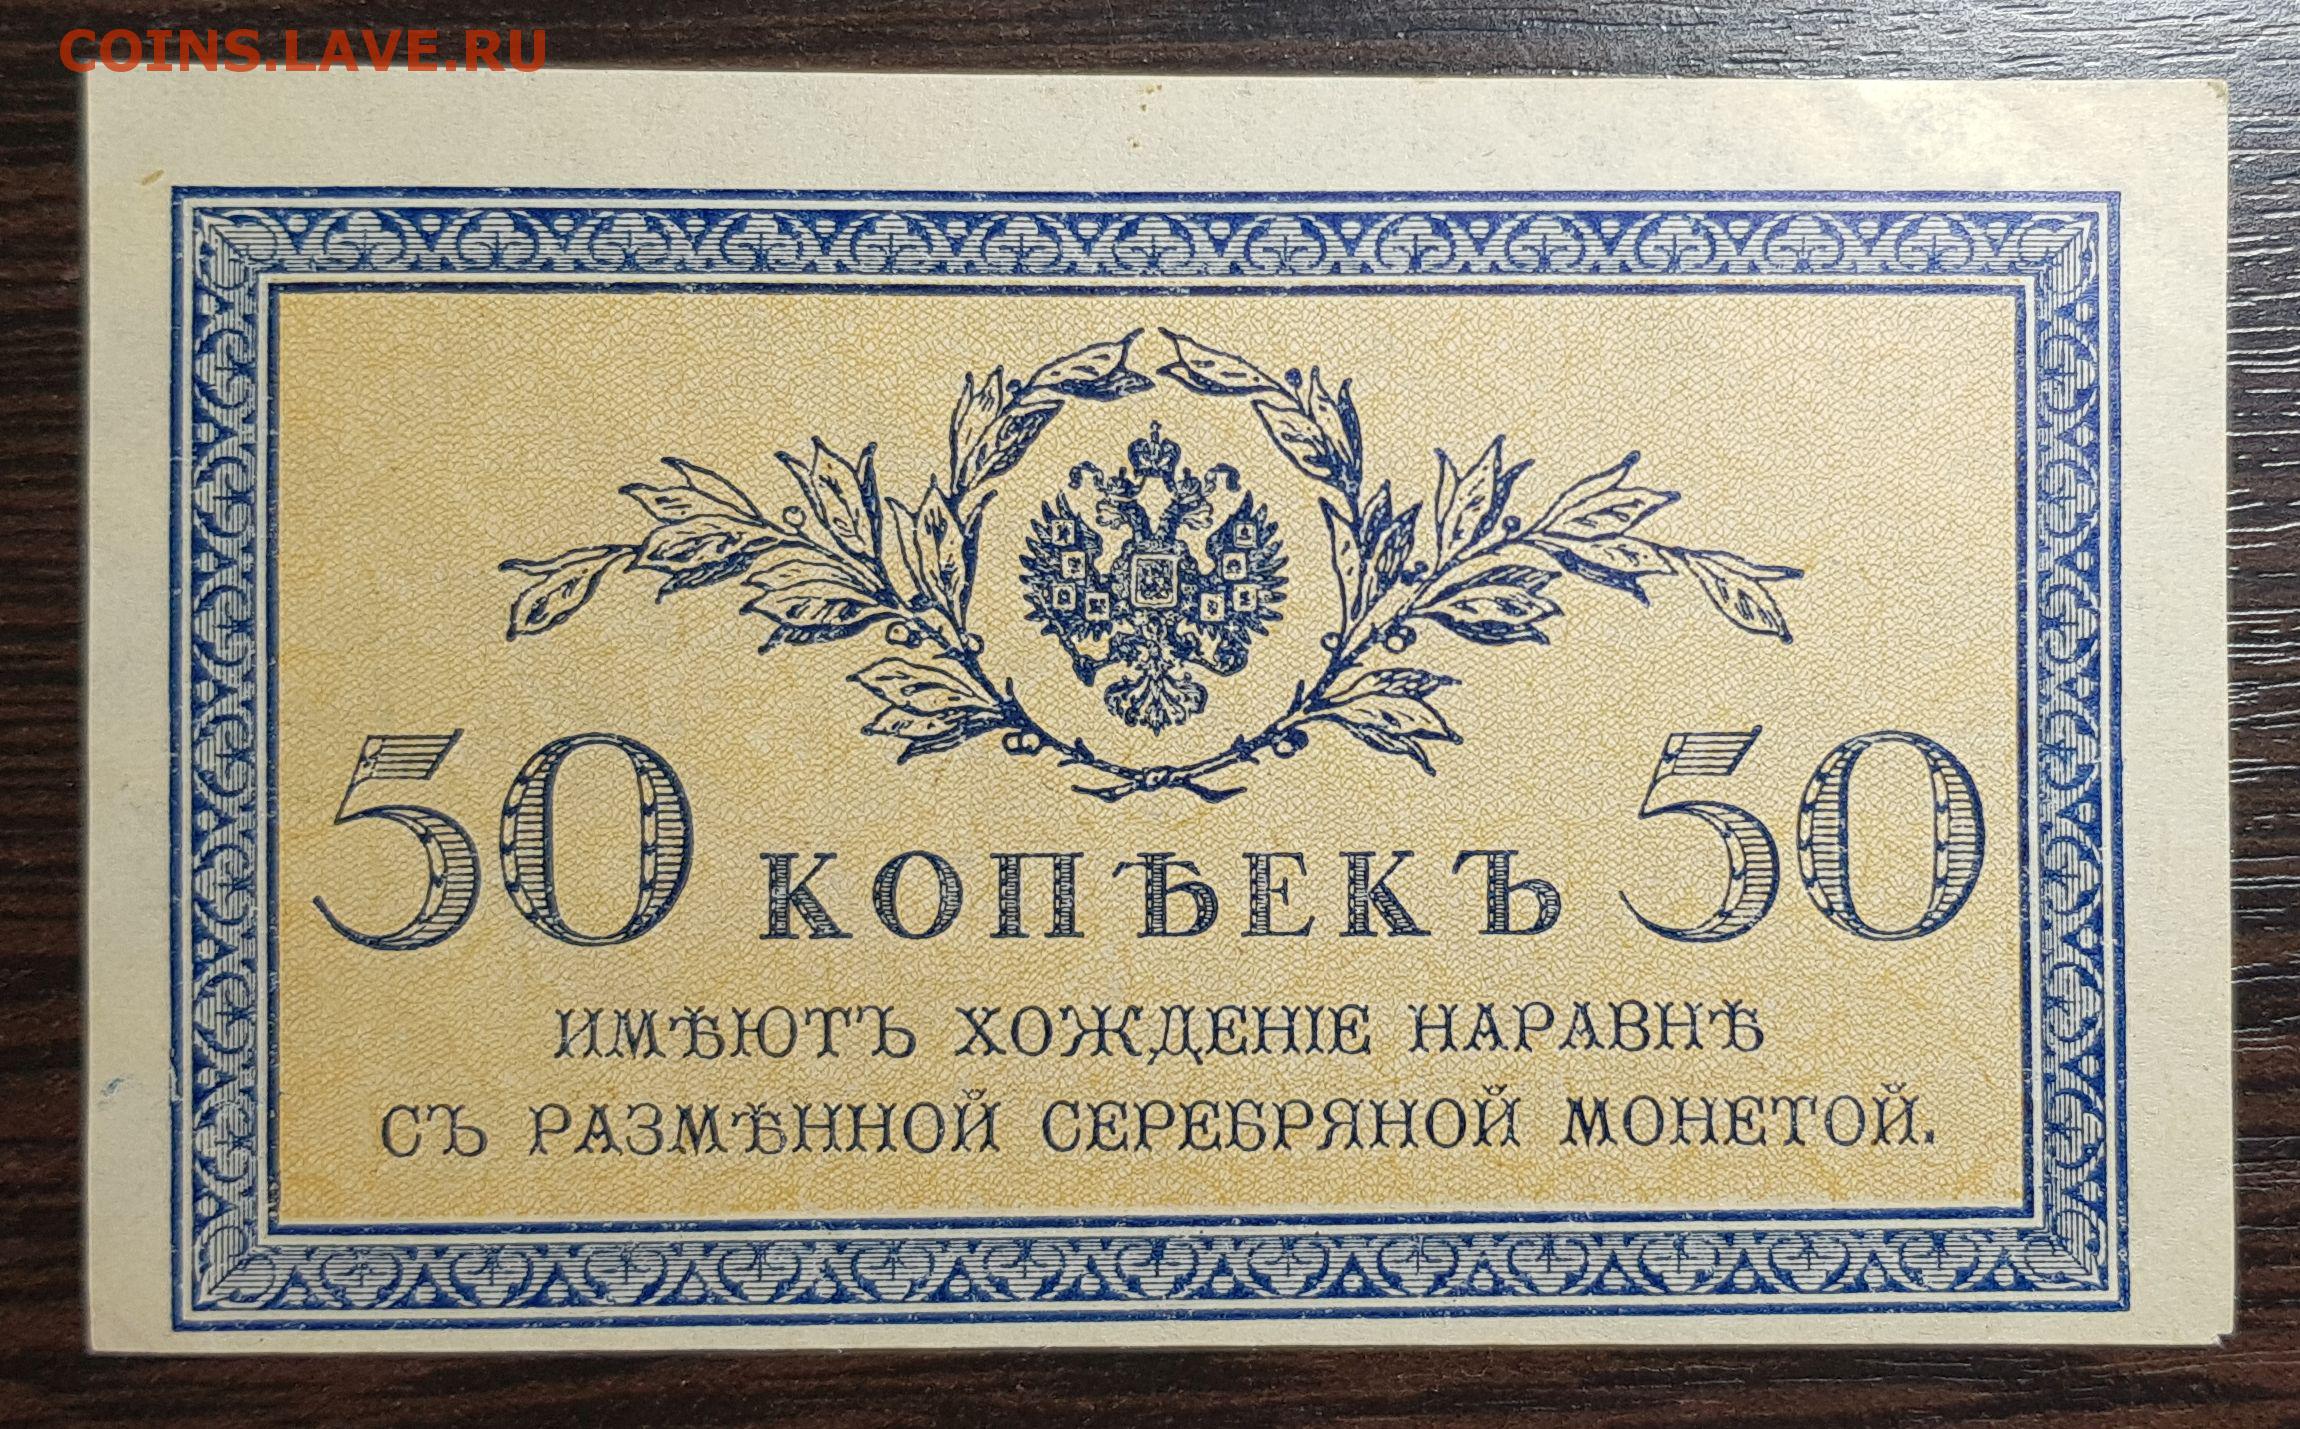 COINS.LAVE.RU
50 КОПѢЕКЪ 50
ИМѢЮТЪ ХОЖДЕНІЕ НАРАВНѢ
СЪ РАЗМѢННОЙ СЕРЕБРЯНОЙ МОНЕТОЙ.